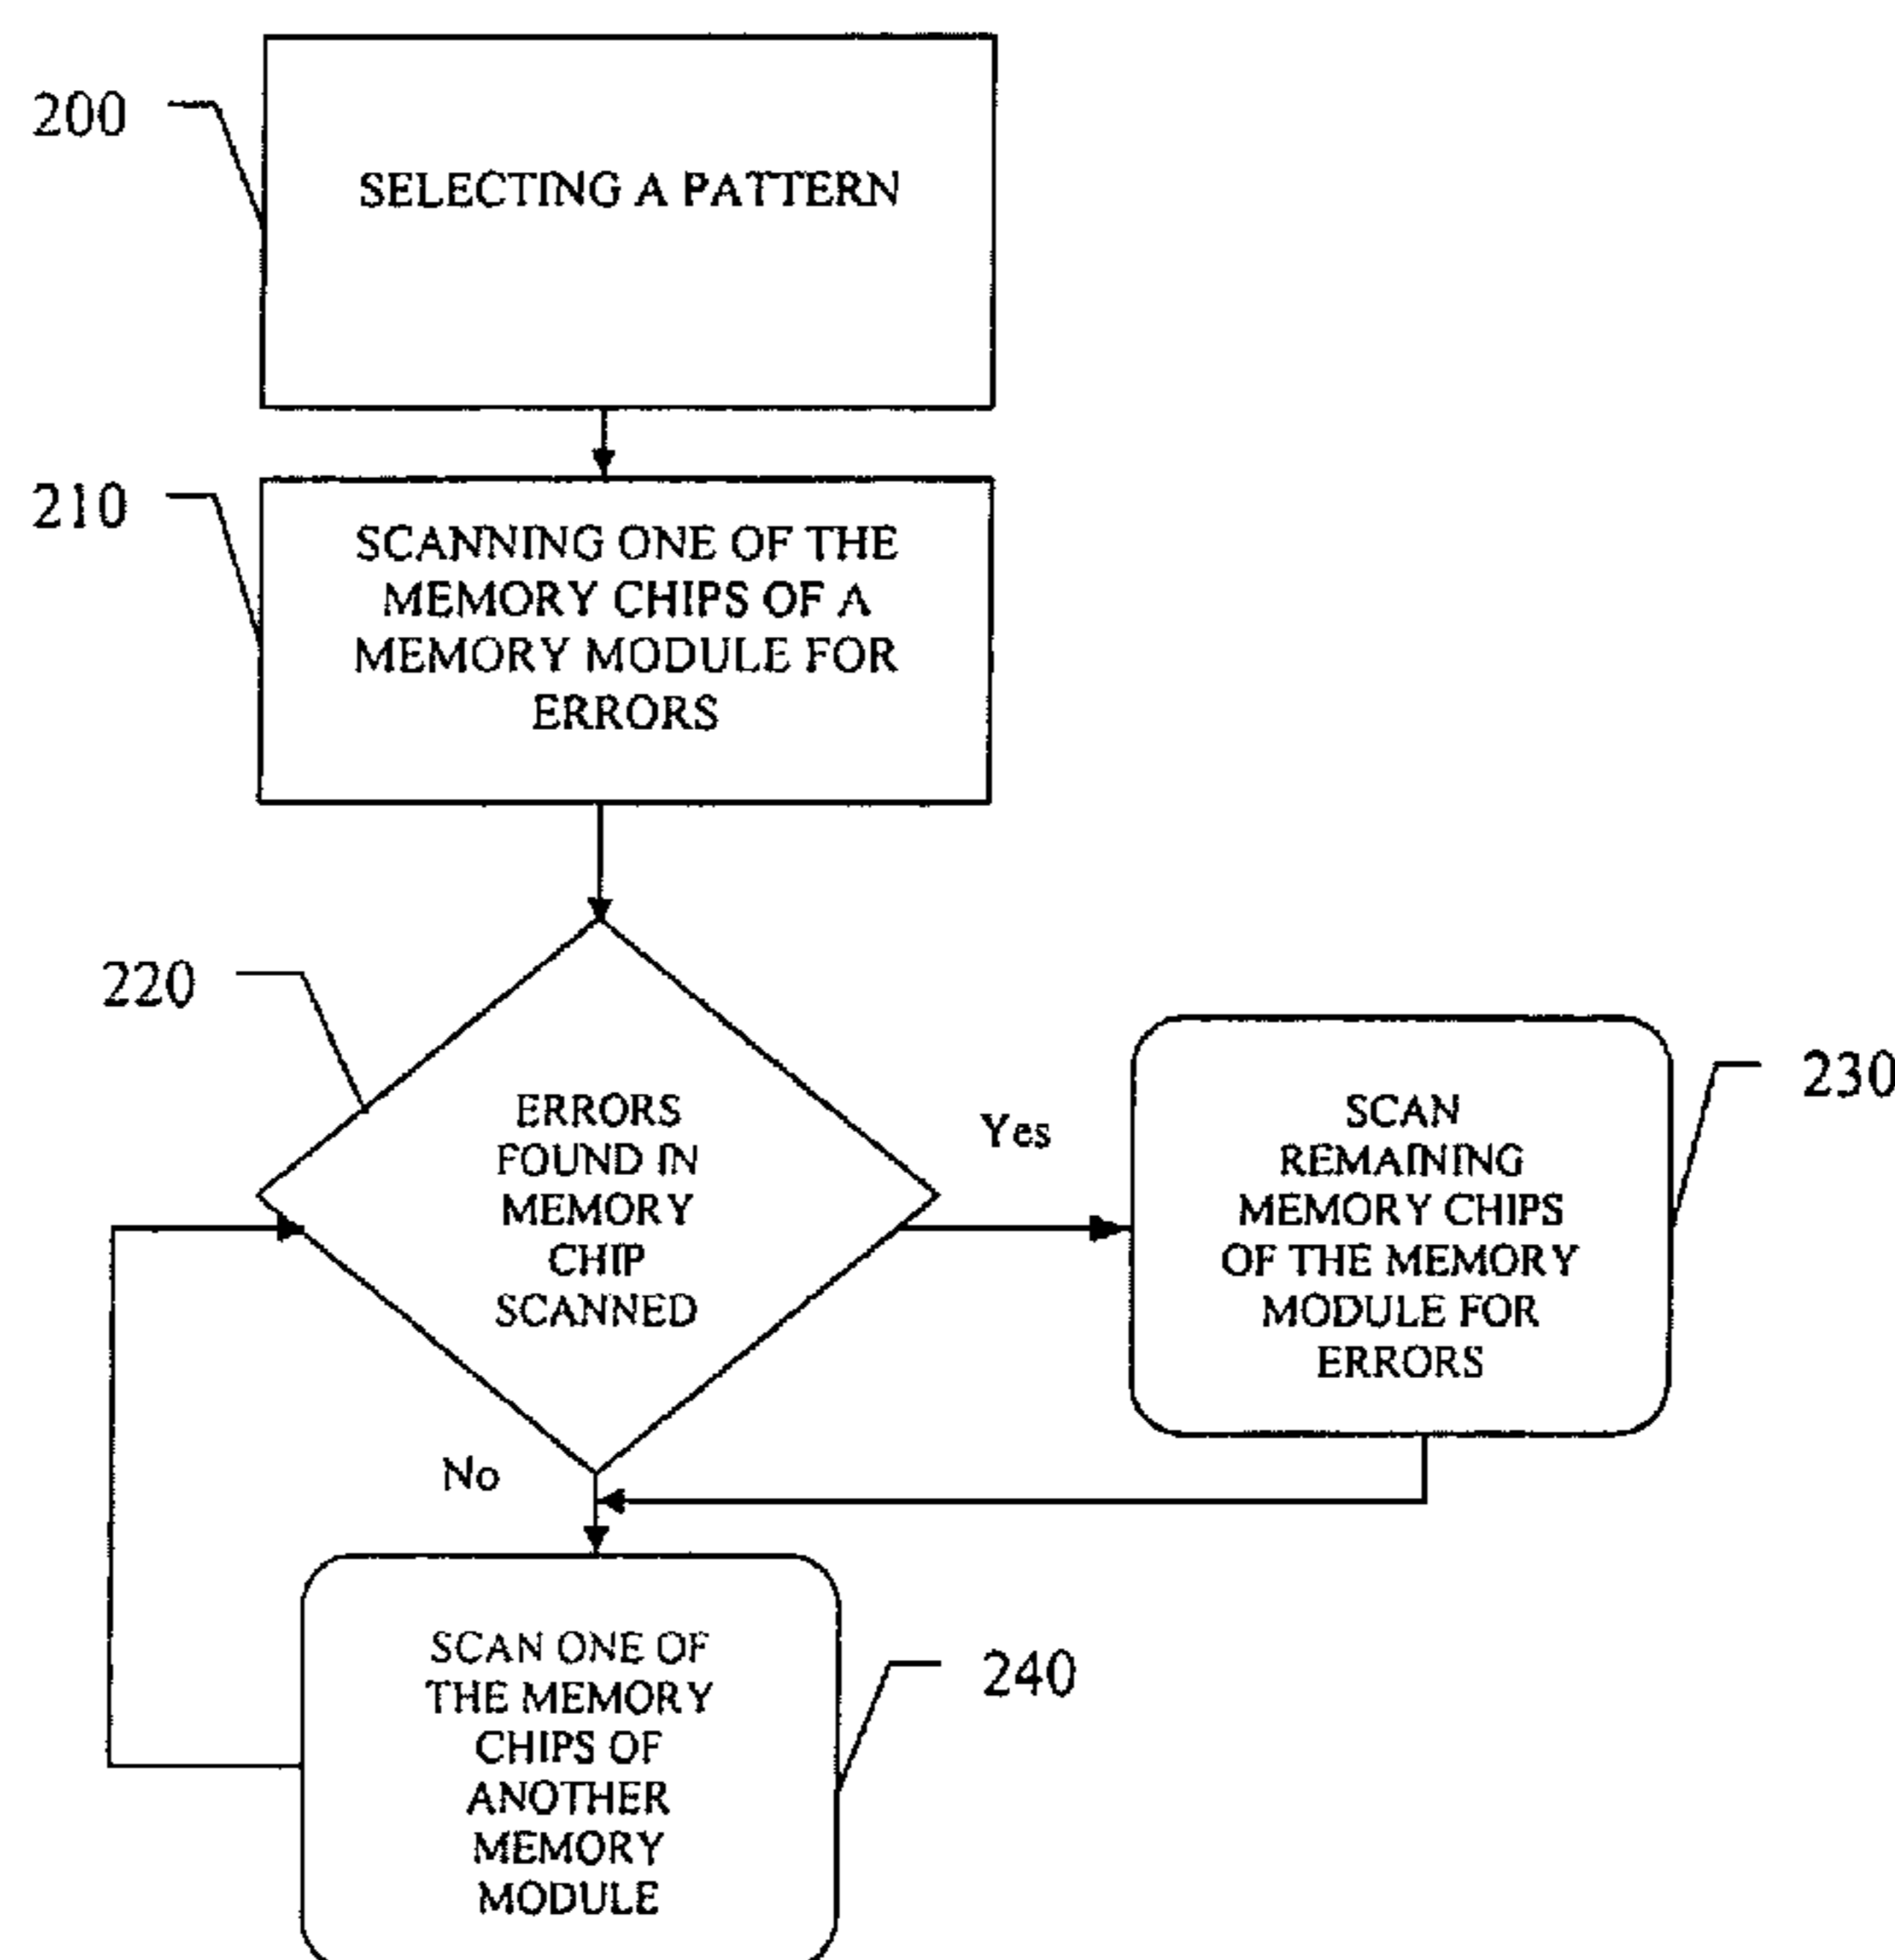 200
SELECTING A PATTERN
210
SCANNING ONE OF THE
MEMORY CHIPS OF A
MEMORY MODULE FOR
ERRORS
220
ERRORS
FOUND IN
MEMORY
CHIP
SCANNED
Yes
230
SCAN
REMAINING
MEMORY CHIPS
OF THE MEMORY
MODULE FOR
ERRORS
No
240
SCAN ONE OF
THE MEMORY
CHIPS OF
ANOTHER
MEMORY
MODULE